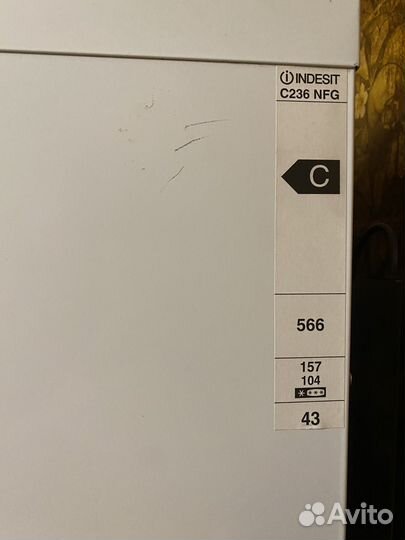 INDESIT
C236 NFG
C
566
157
104
43
Avito